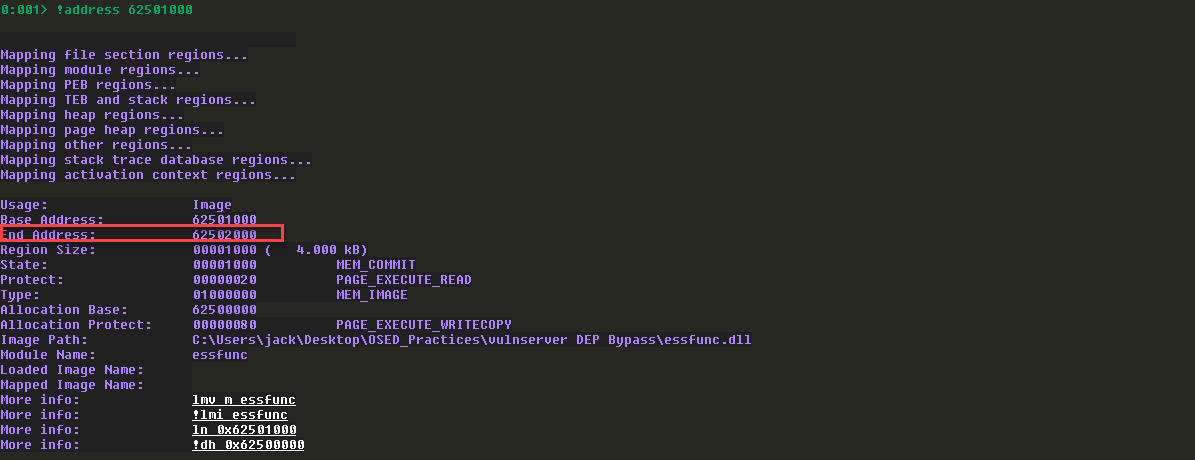 0:001> !address 62501000
Mapping file section regions...
Mapping module regions...
Mapping PEB regions...
Mapping TEB and stack regions...
Mapping heap regions...
Mapping page heap regions...
Mapping other regions...
Mapping stack trace database regions...
Mapping activation context regions...
Usage: Image
Base Address: 62501000
End Address: 62502000
Region Size: 00001000 ( 4.000 kB)
State: 00001000 MEM_COMMIT
Protect: 00000020 PAGE_EXECUTE_READ
Type: 01000000 MEM_IMAGE
Allocation Base: 62500000
Allocation Protect: 00000080 PAGE_EXECUTE_WRITECOPY
Image Path: C:\Users\jack\Desktop\OSED_Practices\vulnserver DEP Bypass\essfunc.dll
Module Name: essfunc
Loaded Image Name:
Mapped Image Name:
More info: lmv m essfunc
More info: !lmi essfunc
More info: ln 0x62501000
More info: !dh 0x62500000